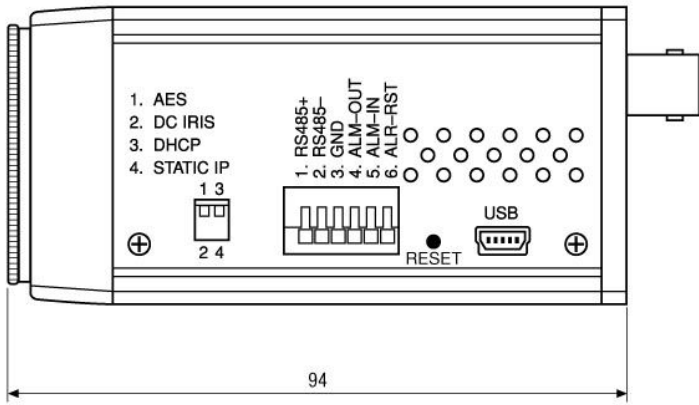 1. AES
2. DC IRIS
3. DHCP
4. STATIC IP
1 3
2 4
1. RS485+
2. RS485–
3. GND
4. ALM–OUT
5. ALM–IN
6. ALR–RST
RESET
USB
94